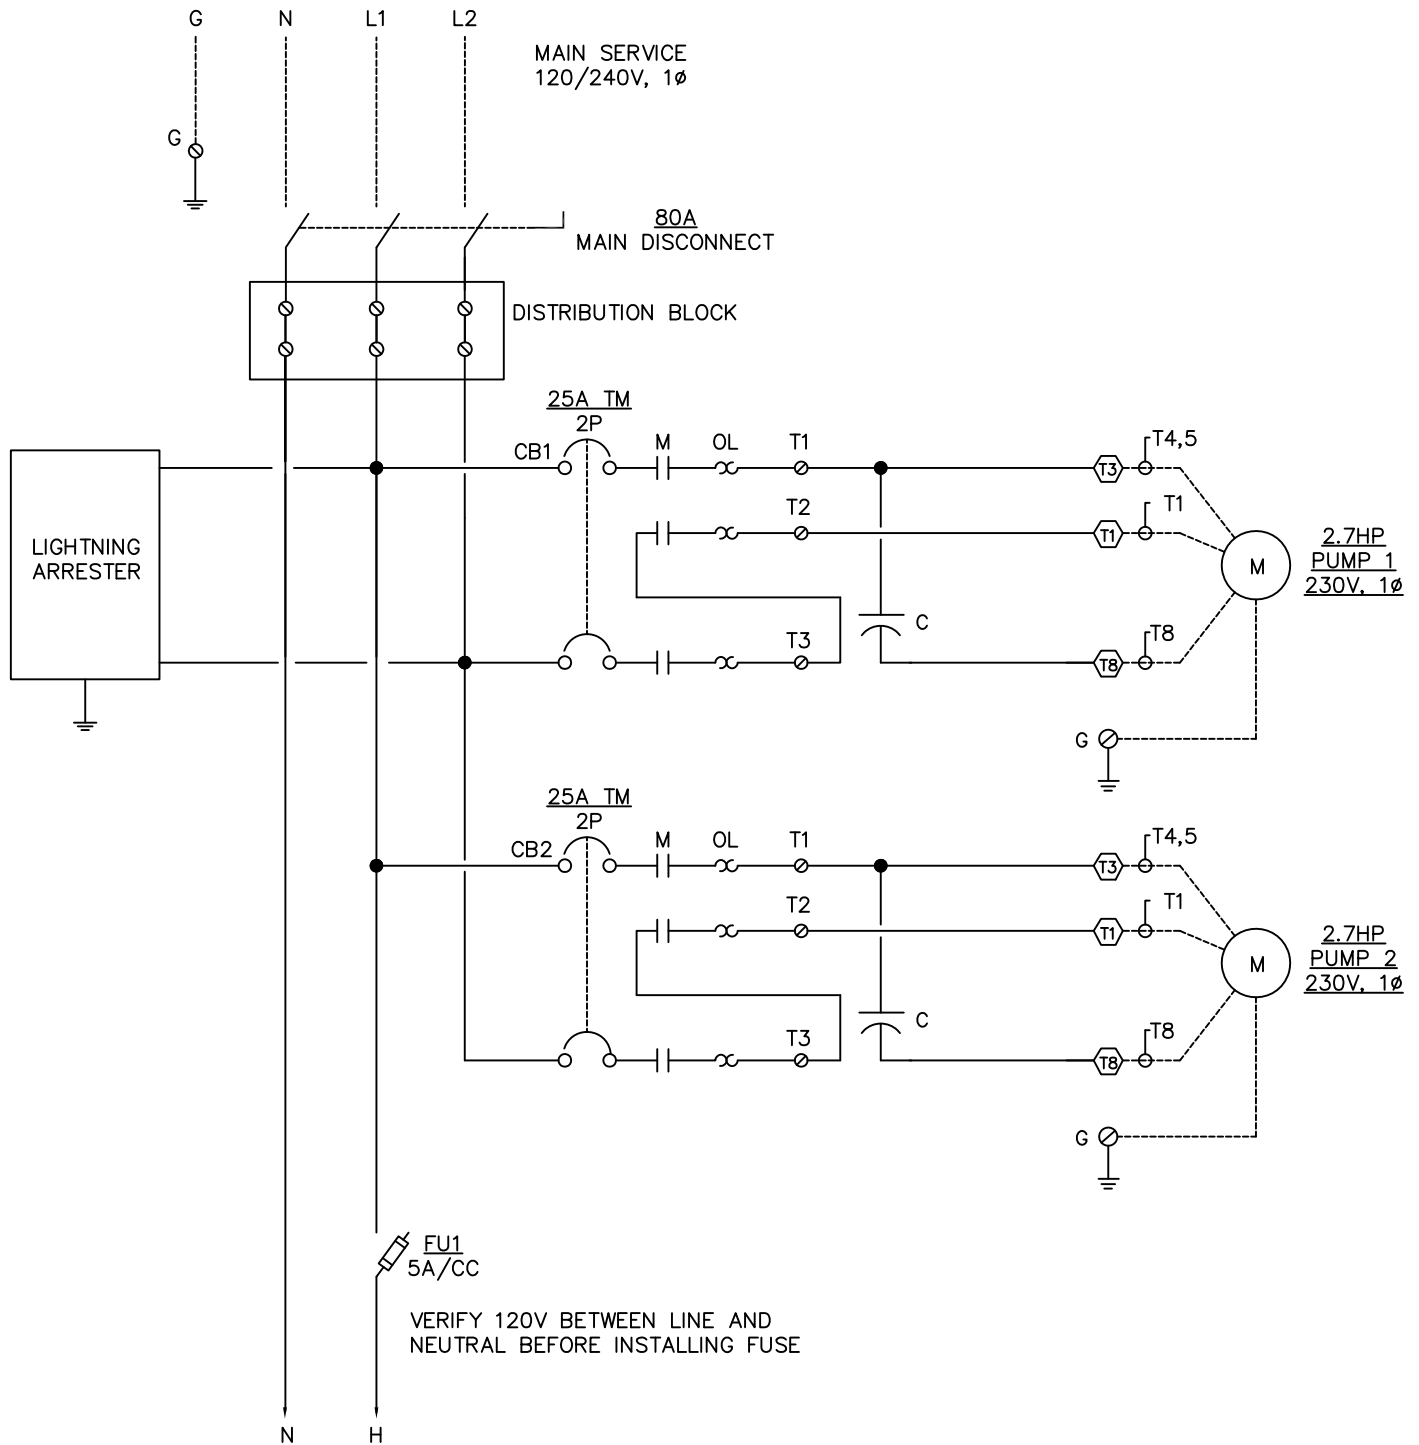 G N L1 L2
MAIN SERVICE
120/240V, 1ø
G
80A
MAIN DISCONNECT
DISTRIBUTION BLOCK
LIGHTNING
ARRESTER
25A TM
2P
CB1
M OL T1
T3
T4,5
T2
T1
T1
M
2.7HP
PUMP 1
230V, 1ø
C
T3
T8
T8
G
25A TM
2P
CB2
M OL T1
T3
T4,5
T2
T1
T1
M
2.7HP
PUMP 2
230V, 1ø
C
T3
T8
T8
G
FU1
5A/CC
VERIFY 120V BETWEEN LINE AND
NEUTRAL BEFORE INSTALLING FUSE
N H